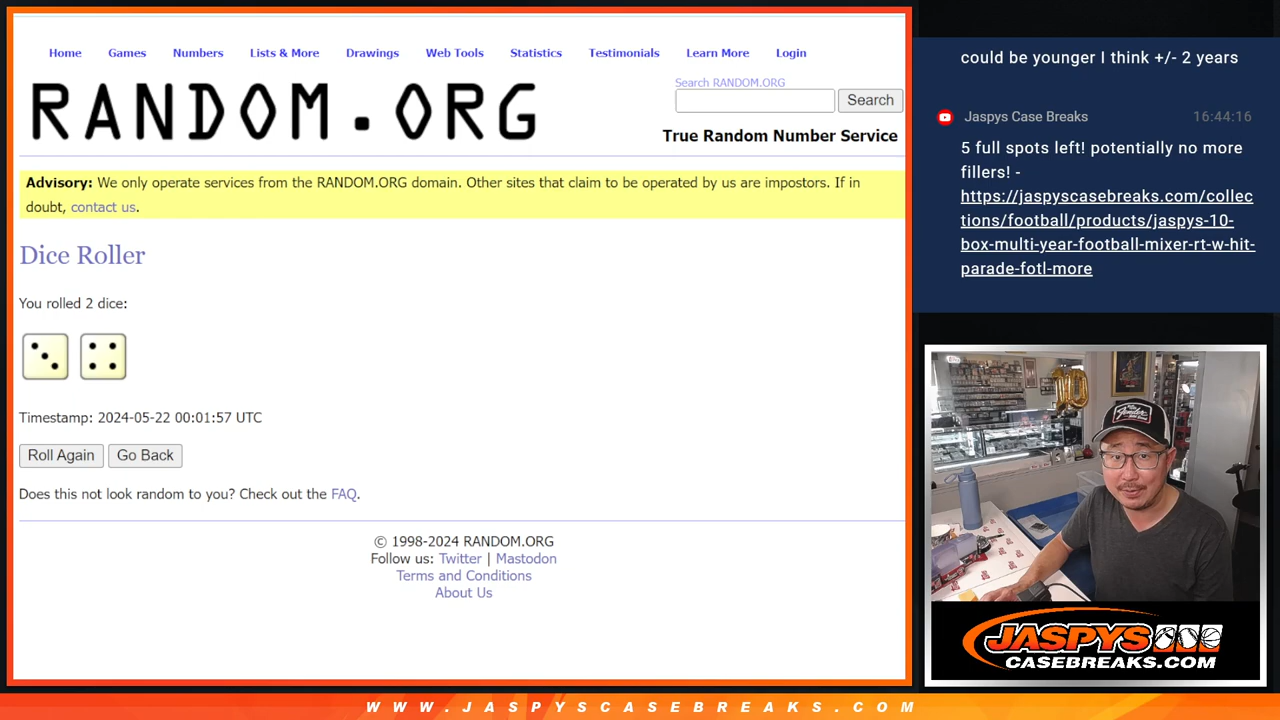 Home Games Numbers Lists & More Drawings Web Tools Statistics Testimonials Learn More Login
RANDOM.ORG
Search RANDOM.ORG
Search
True Random Number Service
Advisory: We only operate services from the RANDOM.ORG domain. Other sites that claim to be operated by us are impostors. If in
doubt, contact us.
Dice Roller
You rolled 2 dice:
Timestamp: 2024-05-22 00:01:57 UTC
Roll Again Go Back
Does this not look random to you? Check out the FAQ.
© 1998-2024 RANDOM.ORG
Follow us: Twitter | Mastodon
Terms and Conditions
About Us
could be younger I think +/- 2 years
Jaspys Case Breaks 16:44:16
5 full spots left! potentially no more
fillers! -
https://jaspyscasebreaks.com/collec
tions/football/products/jaspys-10-
box-multi-year-football-mixer-rt-w-hit-
parade-fotl-more
10
Fender
JASPYS
CASEBREAKS.COM
WWW.JASPYSCASEBREAKS.COM